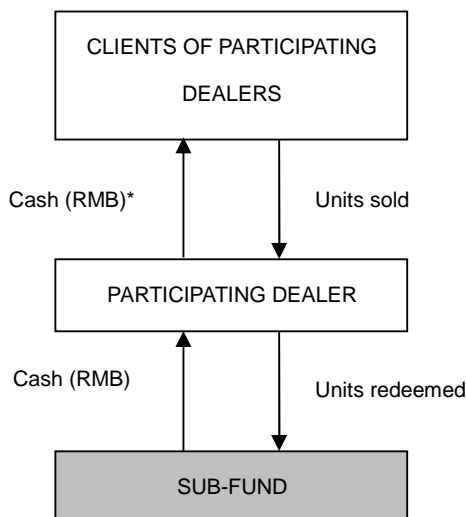 CLIENTS OF PARTICIPATING
DEALERS
Cash (RMB)*
Units sold
PARTICIPATING DEALER
Cash (RMB)
Units redeemed
SUB-FUND